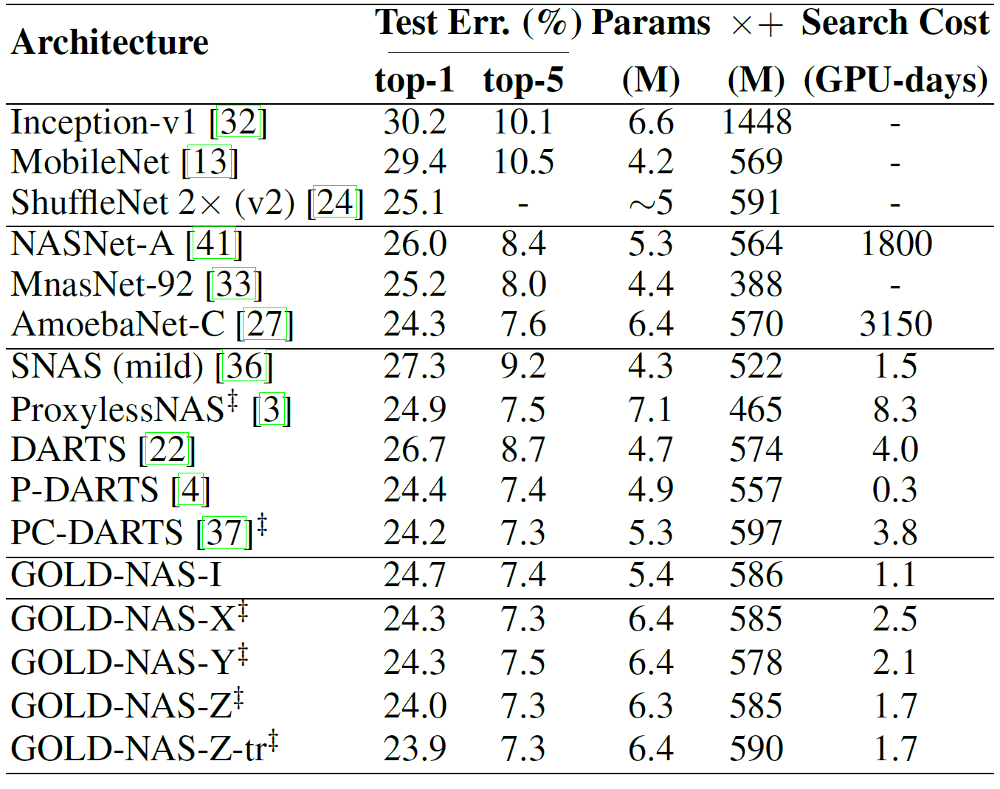 Architecture Test Err. (%) Params ×+ Search Cost
top-1 top-5 (M) (M) (GPU-days)
Inception-v1 [32] 30.2 10.1 6.6 1448 -
MobileNet [13] 29.4 10.5 4.2 569 -
ShuffleNet 2× (v2) [24] 25.1 - ~5 591 -
NASNet-A [41] 26.0 8.4 5.3 564 1800
MnasNet-92 [33] 25.2 8.0 4.4 388 -
AmoebaNet-C [27] 24.3 7.6 6.4 570 3150
SNAS (mild) [36] 27.3 9.2 4.3 522 1.5
ProxylessNAS‡ [3] 24.9 7.5 7.1 465 8.3
DARTS [22] 26.7 8.7 4.7 574 4.0
P-DARTS [4] 24.4 7.4 4.9 557 0.3
PC-DARTS [37]‡ 24.2 7.3 5.3 597 3.8
GOLD-NAS-I 24.7 7.4 5.4 586 1.1
GOLD-NAS-X‡ 24.3 7.3 6.4 585 2.5
GOLD-NAS-Y‡ 24.3 7.5 6.4 578 2.1
GOLD-NAS-Z‡ 24.0 7.3 6.3 585 1.7
GOLD-NAS-Z-tr‡ 23.9 7.3 6.4 590 1.7